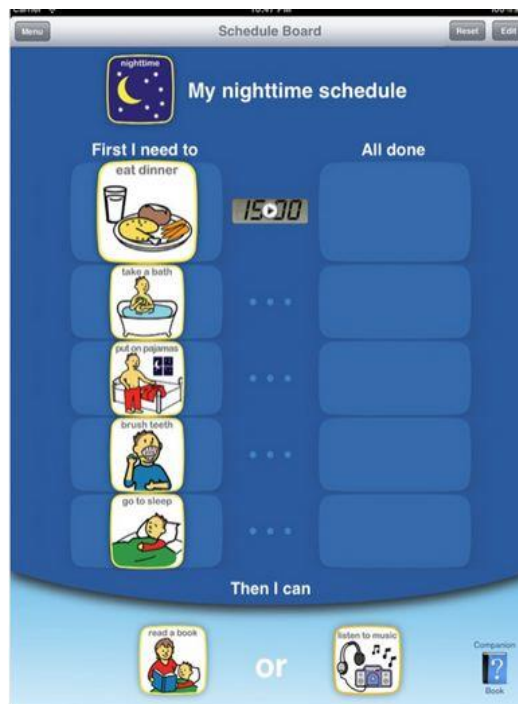 Menu
Schedule Board
Reset
Edit
nighttime
My nighttime schedule
First I need to
All done
eat dinner
15:00
take a bath
put on pajamas
brush teeth
go to sleep
Then I can
read a book
or
listen to music
Companion
?
Book